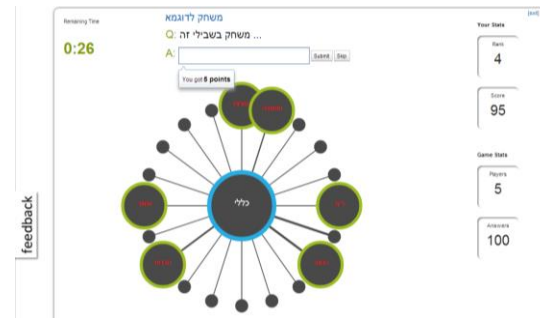 [exit]
Remaining Time
0:26
משחק לדוגמא
Q: משחק בשבילי זה ...
A:
Submit
Skip
You got 5 points
כללי
feedback
Your Stats
Rank
4
Score
95
Game Stats
Players
5
Answers
100